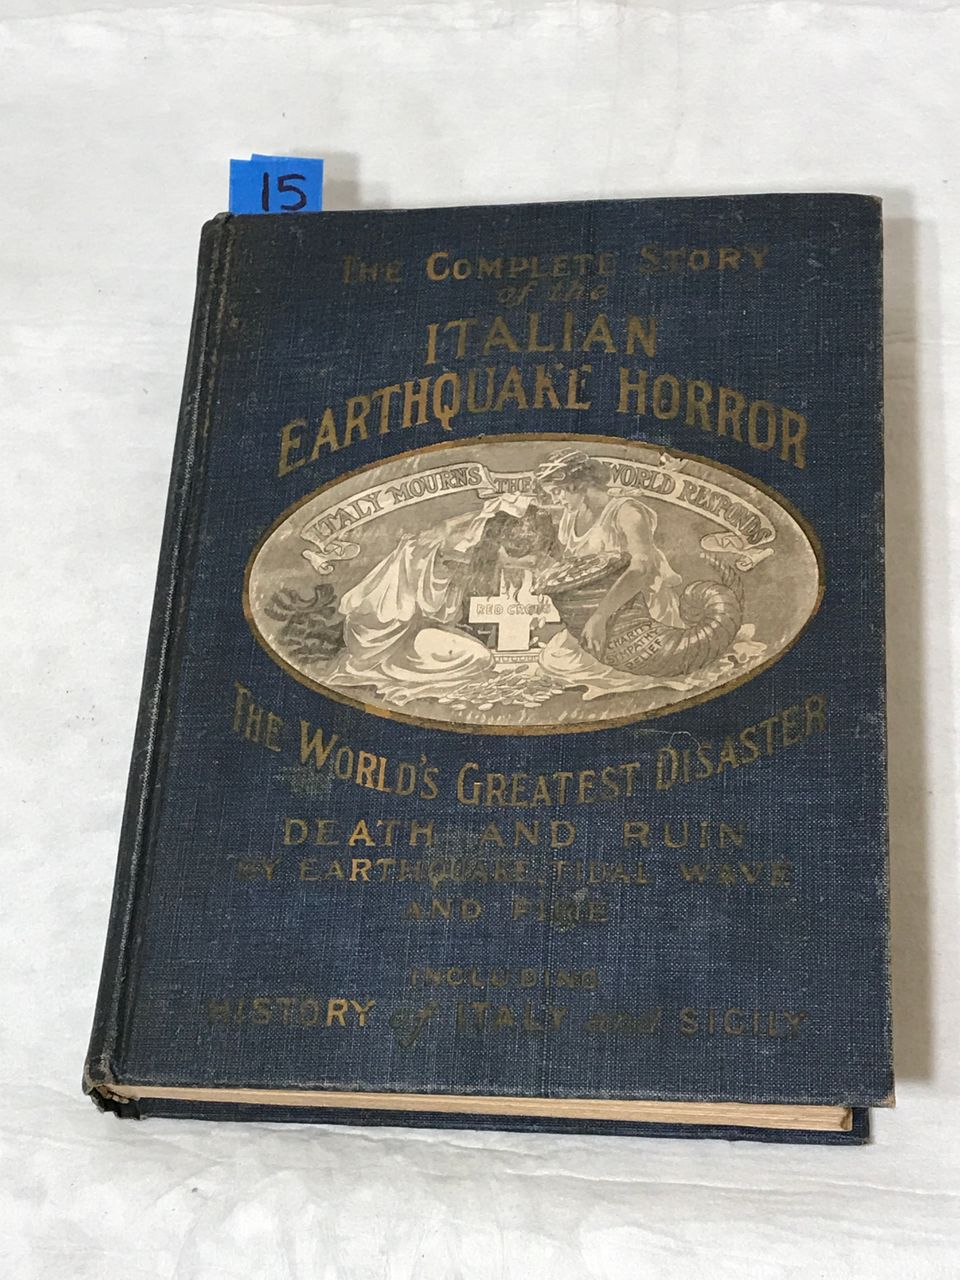 15
THE COMPLETE STORY
of the
ITALIAN
EARTHQUAKE HORROR
ITALY MOURNS THE WORLD RESPONDS
RED CROSS
CHARITY
SYMPATHY
RELIEF
THE WORLD'S GREATEST DISASTER
DEATH AND RUIN
BY EARTHQUAKE, TIDAL WAVE
AND FIRE
INCLUDING
HISTORY of ITALY and SICILY